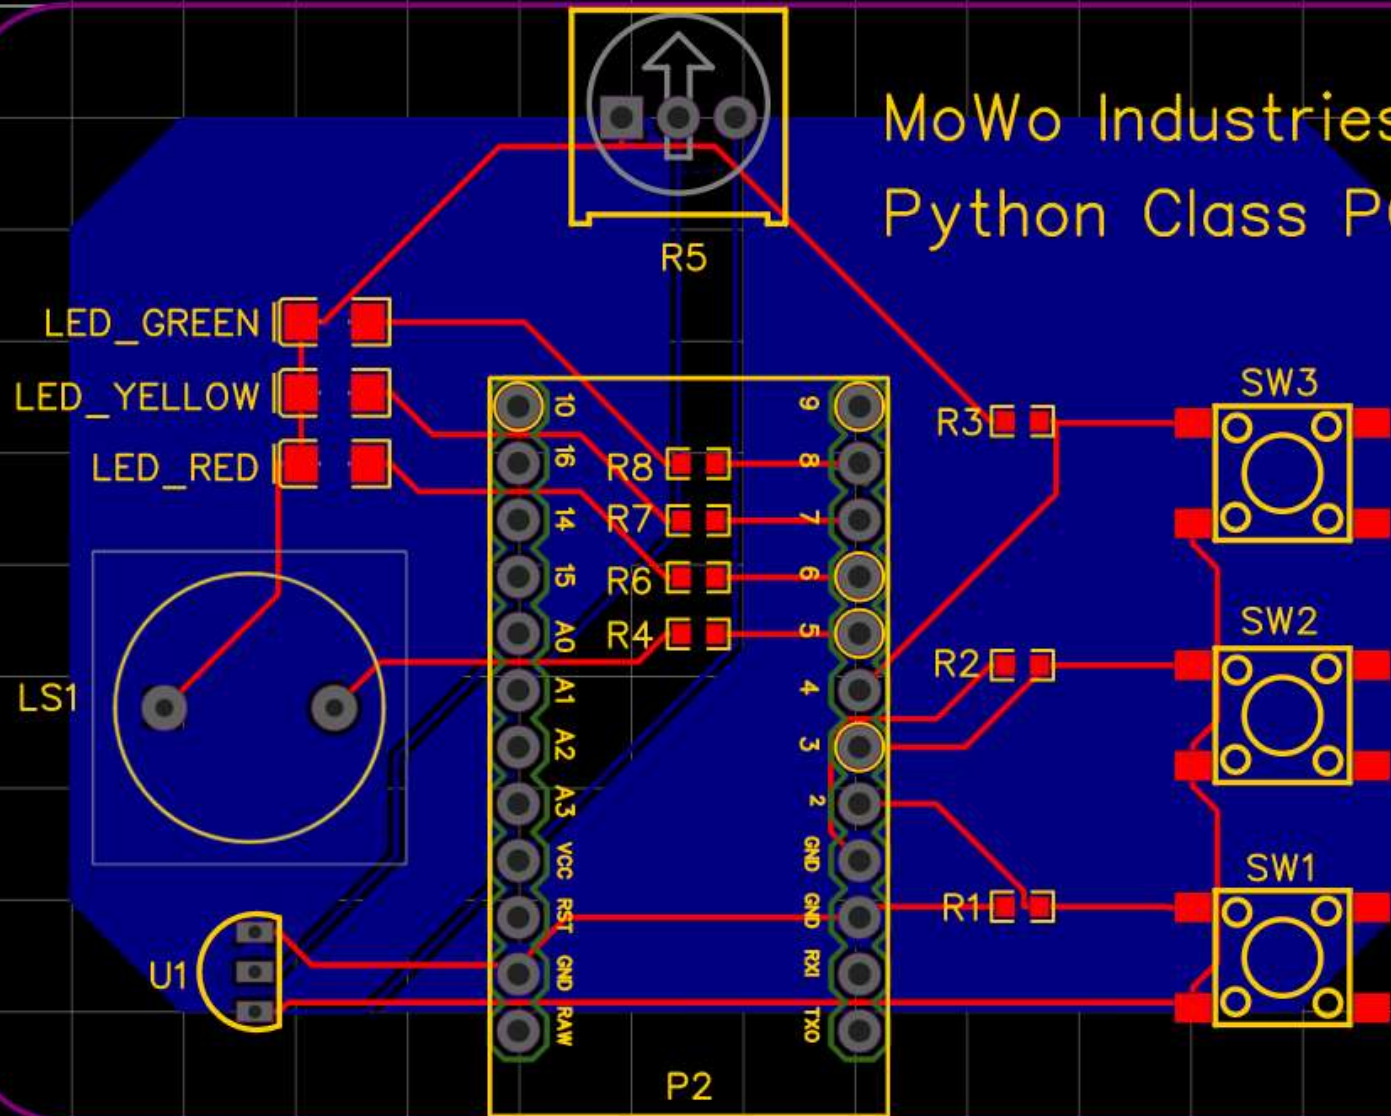 MoWo Industries
Python Class P
R5
LED_GREEN
LED_YELLOW
LED_RED
SW3
R3
10
9
16
R8
8
14
R7
7
15
R6
6
A0
R4
5
SW2
R2
LS1
A1
4
A2
3
A3
2
VCC
GND
SW1
RST
GND
R1
U1
GND
RXI
RAW
TXO
P2